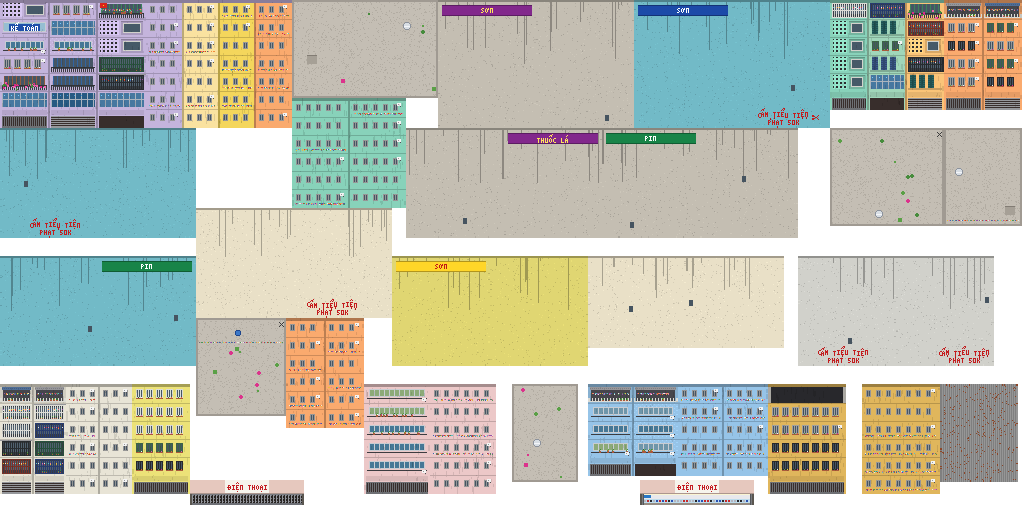 SƠN
SƠN
KẾ TOÁN
CẤM TIỂU TIỆN
PHẠT 50K
THUỐC LÁ
PIN
CẤM TIỂU TIỆN
PHẠT 50K
PIN
SƠN
CẤM TIỂU TIỆN
PHẠT 50K
CẤM TIỂU TIỆN
PHẠT 50K
CẤM TIỂU TIỆN
PHẠT 50K
ĐIỆN THOẠI
ĐIỆN THOẠI